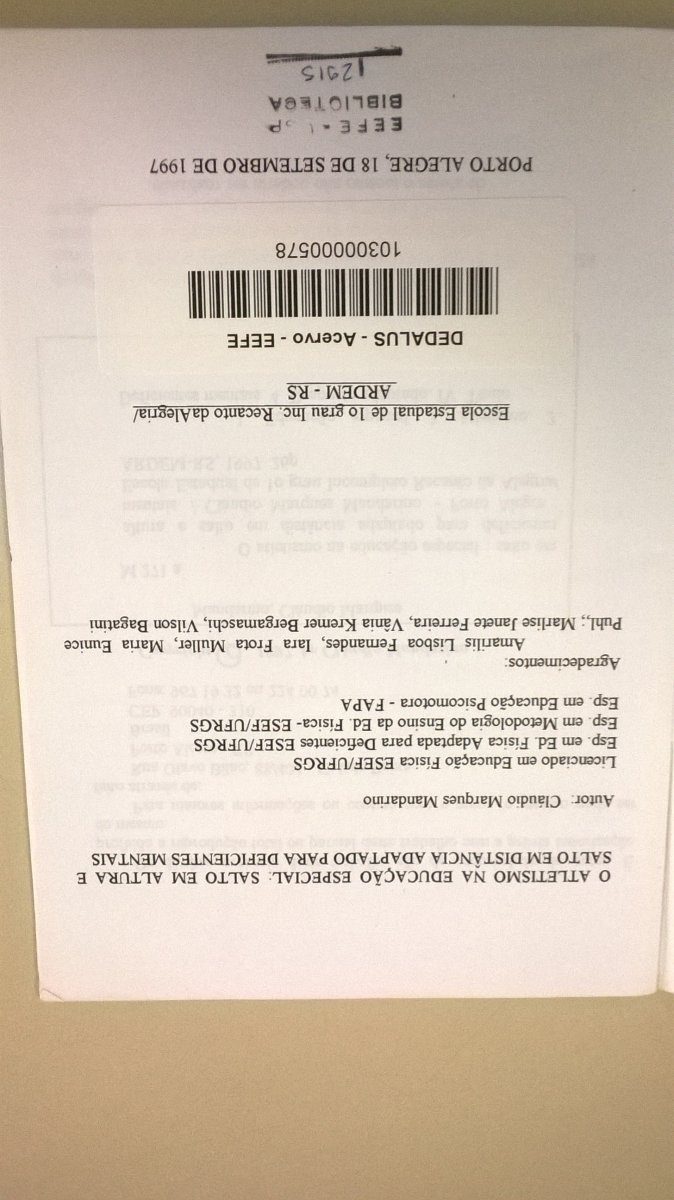 O ATLETISMO NA EDUCAÇÃO ESPECIAL: SALTO EM ALTURA E
SALTO EM DISTÂNCIA ADAPTADO PARA DEFICIENTES MENTAIS
Autor: Cláudio Marques Mandarino
Licenciado em Educação Física ESEF/UFRGS
Esp. em Ed. Física Adaptada para Deficientes ESEF/UFRGS
Esp. em Metodologia do Ensino da Ed. Física- ESEF/UFRGS
Esp. em Educação Psicomotora - FAPA
Agradecimentos:
Amarilis Lisboa Fernandes, Iara Frota Muller, Maria Eunice
Puhl,; Marlise Janete Ferreira, Vânia Kremer Bergamaschi, Vilson Bagatini
Escola Estadual de 1o grau Inc. Recanto da Alegria/
ARDEM - RS
DEDALUS - Acervo - EEFE
10300000578
PORTO ALEGRE, 18 DE SETEMBRO DE 1997
EEFE -
BIBLIOTECA